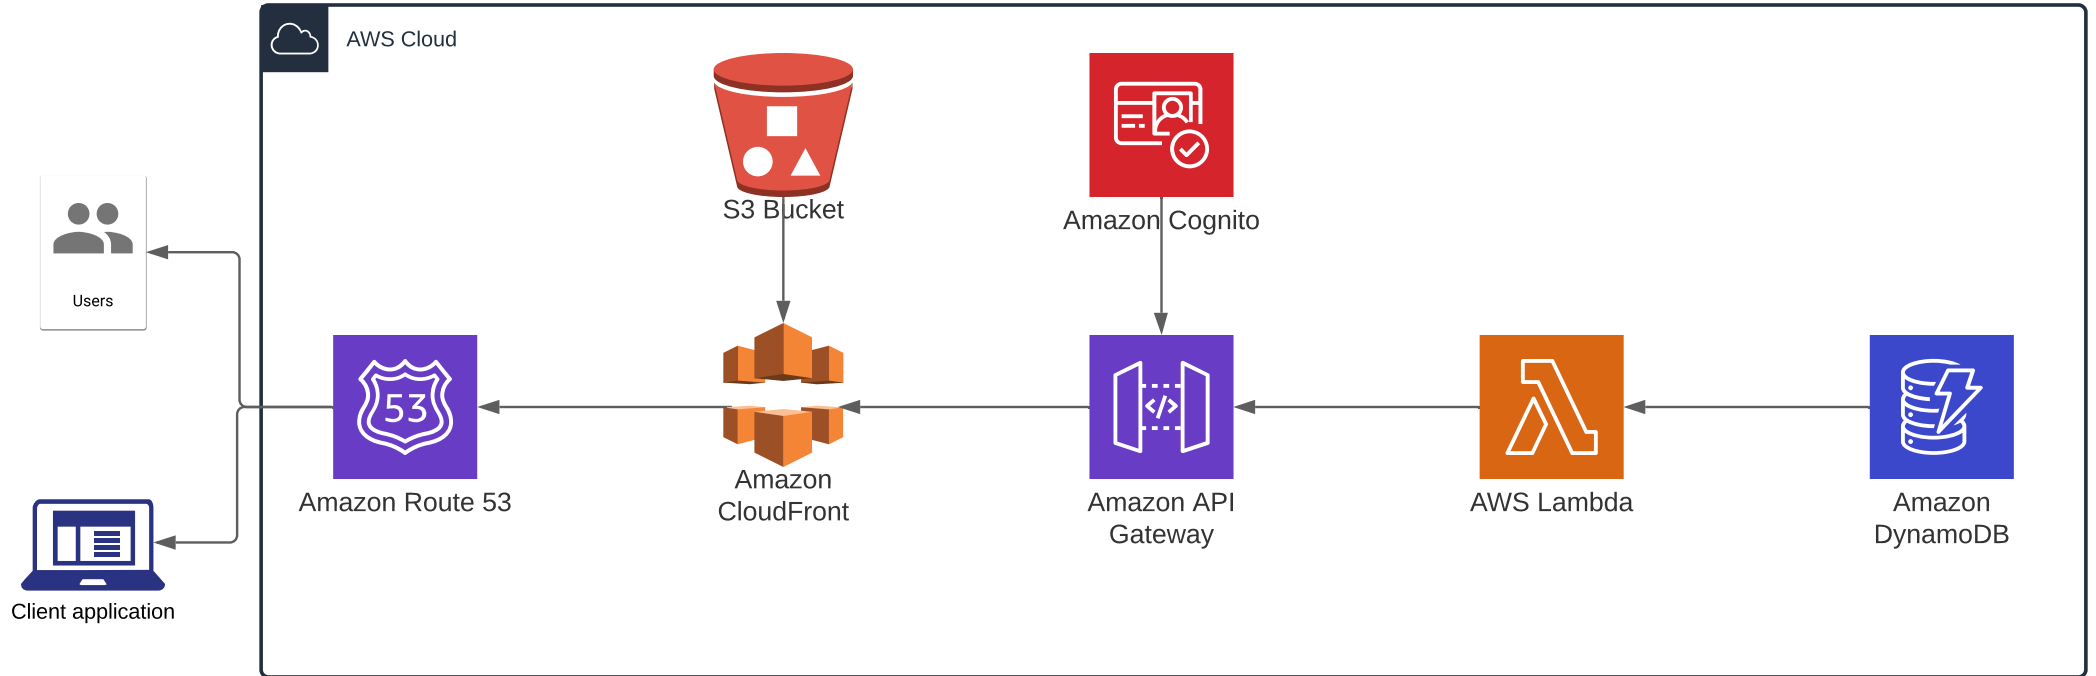 AWS Cloud
S3 Bucket
Amazon Cognito
Users
53
Amazon Route 53
Amazon
CloudFront
</>
Amazon API
Gateway
AWS Lambda
Amazon
DynamoDB
Client application